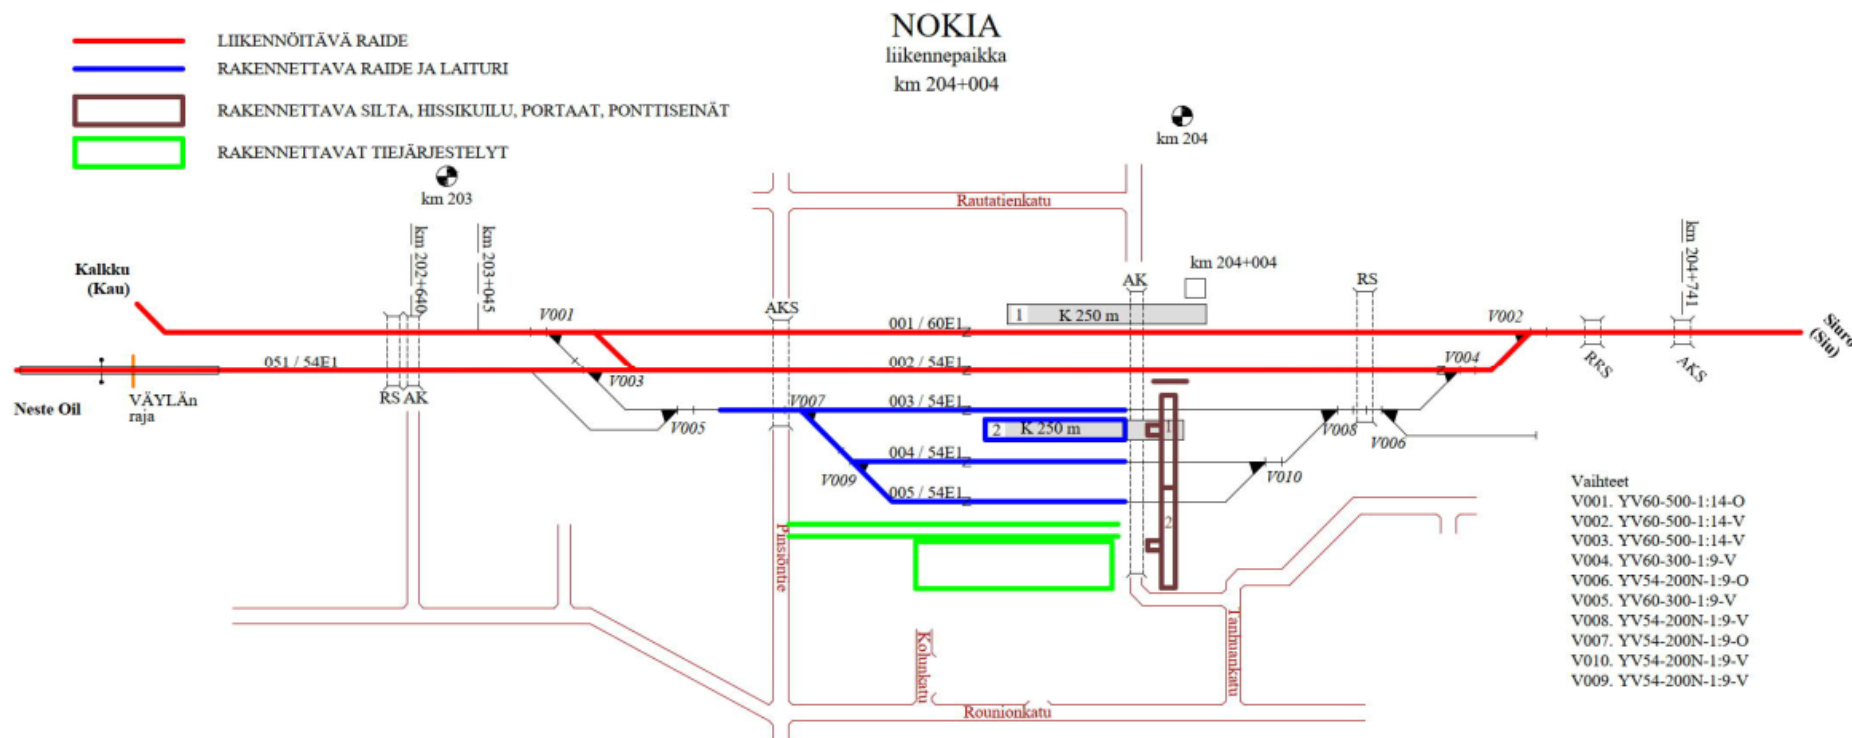 NOKIA
liikennepaikka
km 204+004
LIIKENNÖITÄVÄ RAIDE
RAKENNETTAVA RAIDE JA LAITURI
RAKENNETTAVA SILTA, HISSIKUILU, PORTAAT, PONTTISEINÄT
RAKENNETTAVAT TIEJÄRJESTELYT
km 203
km 204
Rautatienkatu
km 202+640
km 203+045
km 204+004
km 204+741
Kalkku
(Kau)
AKS
AK
RS
1
K 250 m
V001
001 / 60E1
V002
Siuro
(Siu)
RRS
AKS
051 / 54E1
002 / 54E1
V003
V004
Neste Oil
VÄYLÄn
raja
RS AK
003 / 54E1
V007
V005
2
K 250 m
1
V008
V006
004 / 54E1
V009
V010
005 / 54E1
2
Pinsiöntie
Kolunkatu
Tanhuankatu
Rounionkatu
Vaihteet
V001. YV60-500-1:14-O
V002. YV60-500-1:14-V
V003. YV60-500-1:14-V
V004. YV60-300-1:9-V
V006. YV54-200N-1:9-O
V005. YV60-300-1:9-V
V008. YV54-200N-1:9-V
V007. YV54-200N-1:9-O
V010. YV54-200N-1:9-V
V009. YV54-200N-1:9-V